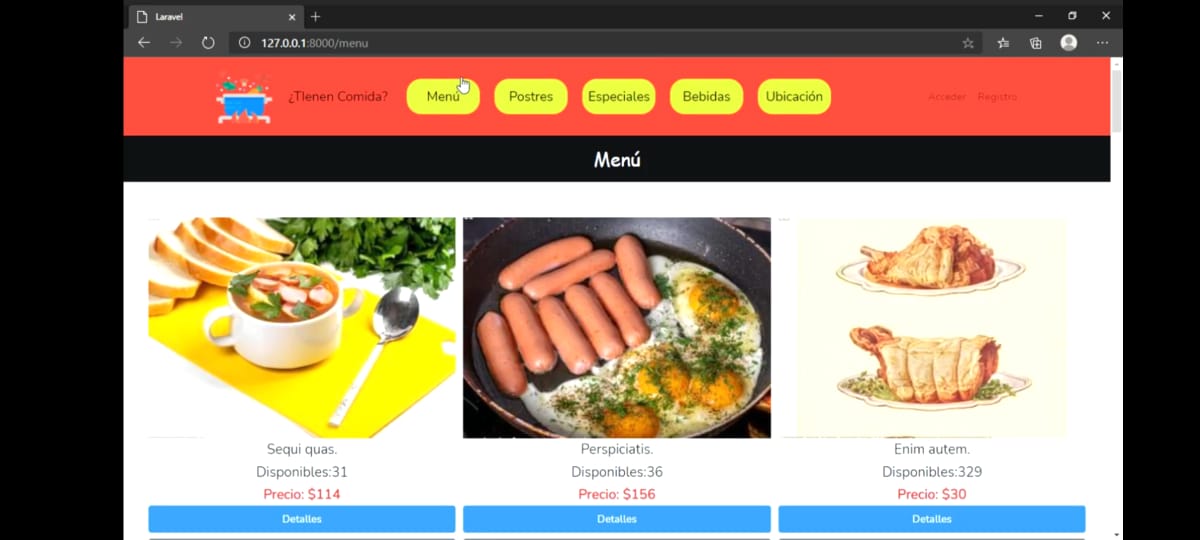 Laravel
127.0.0.1:8000/menu
¿TIenen Comida? Menú Postres Especiales Bebidas Ubicación Acceder Registro
Menú
Sequi quas. Perspiciatis. Enim autem.
Disponibles:31 Disponibles:36 Disponibles:329
Precio: $114 Precio: $156 Precio: $30
Detalles Detalles Detalles